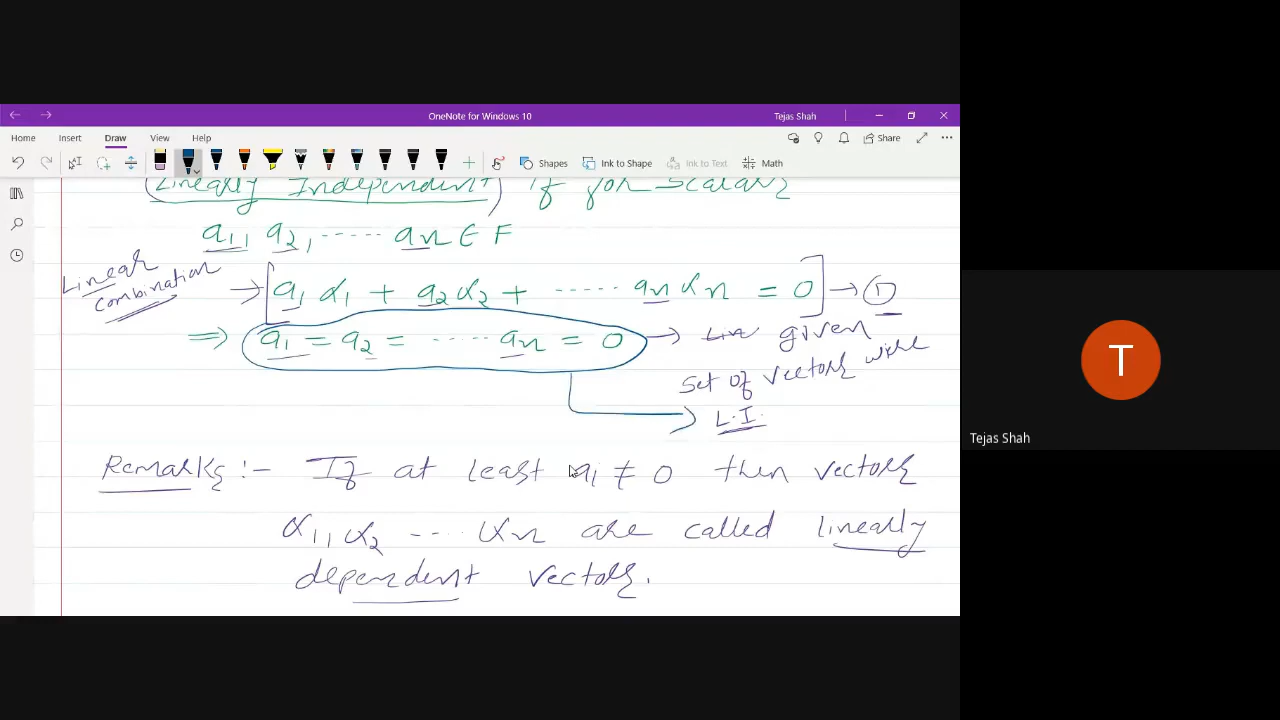 OneNote for Windows 10
Tejas Shah
Home Insert Draw View Help
Share
Shapes Ink to Shape Ink to Text Math
Linearly Independent) if for scalars
a1, a2, ..... an ∈ F
Linear combination → [a1 α1 + a2 α2 + ..... an αn = 0] → ①
⇒ a1 = a2 = ..... an = 0 → given
set of vectors will
L.I.
Remarks :- If at least ai ≠ 0 then vectors
α1, α2 .... αn are called linearly
dependent vectors.
T
Tejas Shah